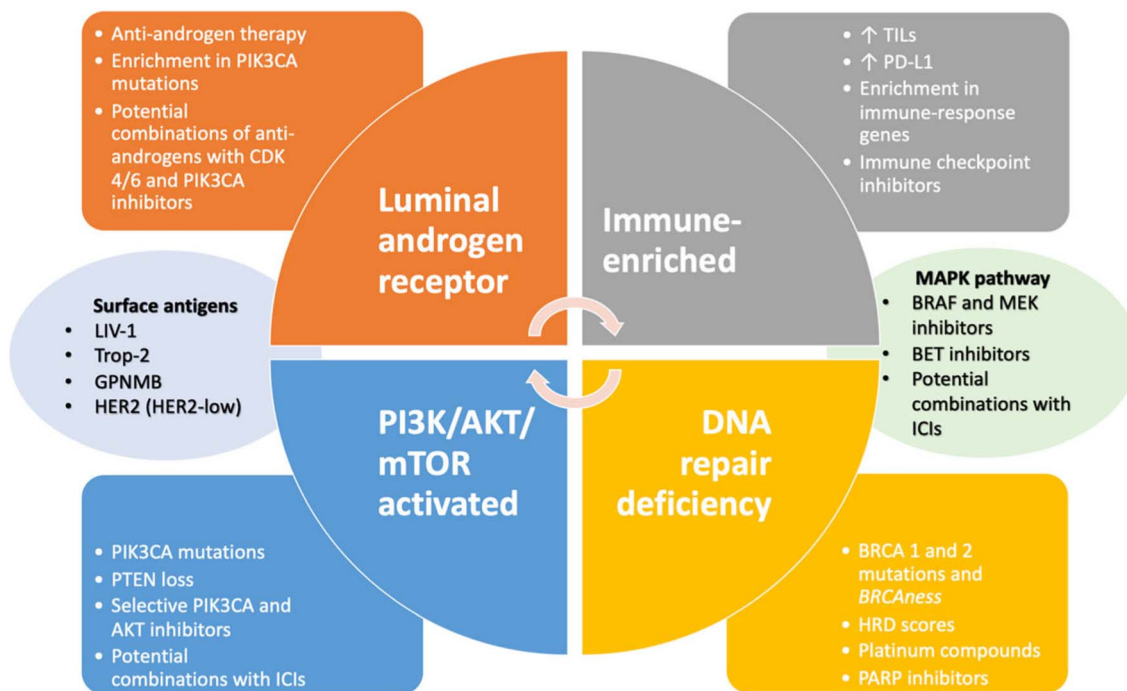 • Anti-androgen therapy
• Enrichment in PIK3CA
mutations
• Potential
combinations of anti-
androgens with CDK
4/6 and PIK3CA
inhibitors
• ↑ TILs
• ↑ PD-L1
• Enrichment in
immune-response
genes
• Immune checkpoint
inhibitors
Luminal
androgen
receptor
Immune-
enriched
Surface antigens
• LIV-1
• Trop-2
• GPNMB
• HER2 (HER2-low)
MAPK pathway
• BRAF and MEK
inhibitors
• BET inhibitors
• Potential
combinations with
ICIs
PI3K/AKT/
mTOR
activated
DNA
repair
deficiency
• PIK3CA mutations
• PTEN loss
• Selective PIK3CA and
AKT inhibitors
• Potential
combinations with ICIs
• BRCA 1 and 2
mutations and
BRCAness
• HRD scores
• Platinum compounds
• PARP inhibitors